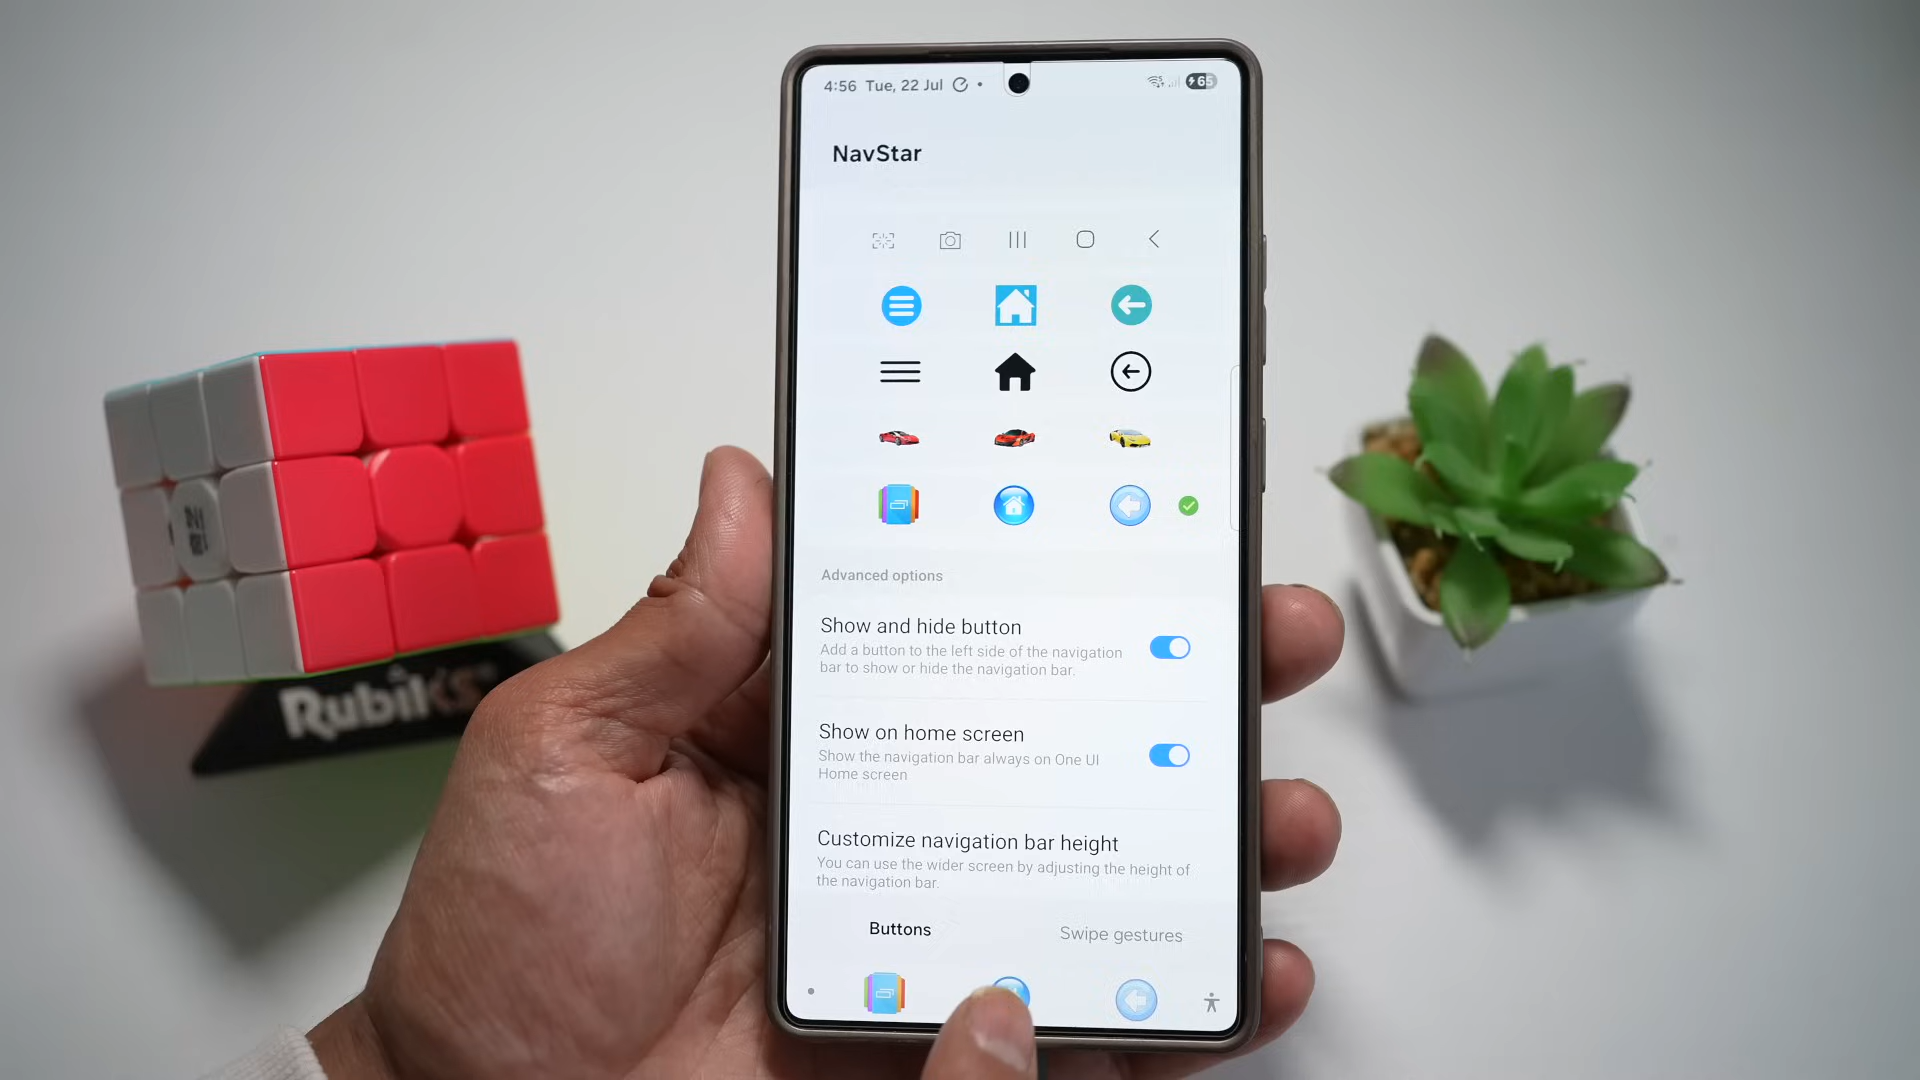 4:56 Tue, 22 Jul
65
NavStar
Advanced options
Show and hide button
Add a button to the left side of the navigation
bar to show or hide the navigation bar.
Show on home screen
Show the navigation bar always on One UI
Home screen
Customize navigation bar height
You can use the wider screen by adjusting the height of
the navigation bar.
Buttons
Swipe gestures
Rubik's